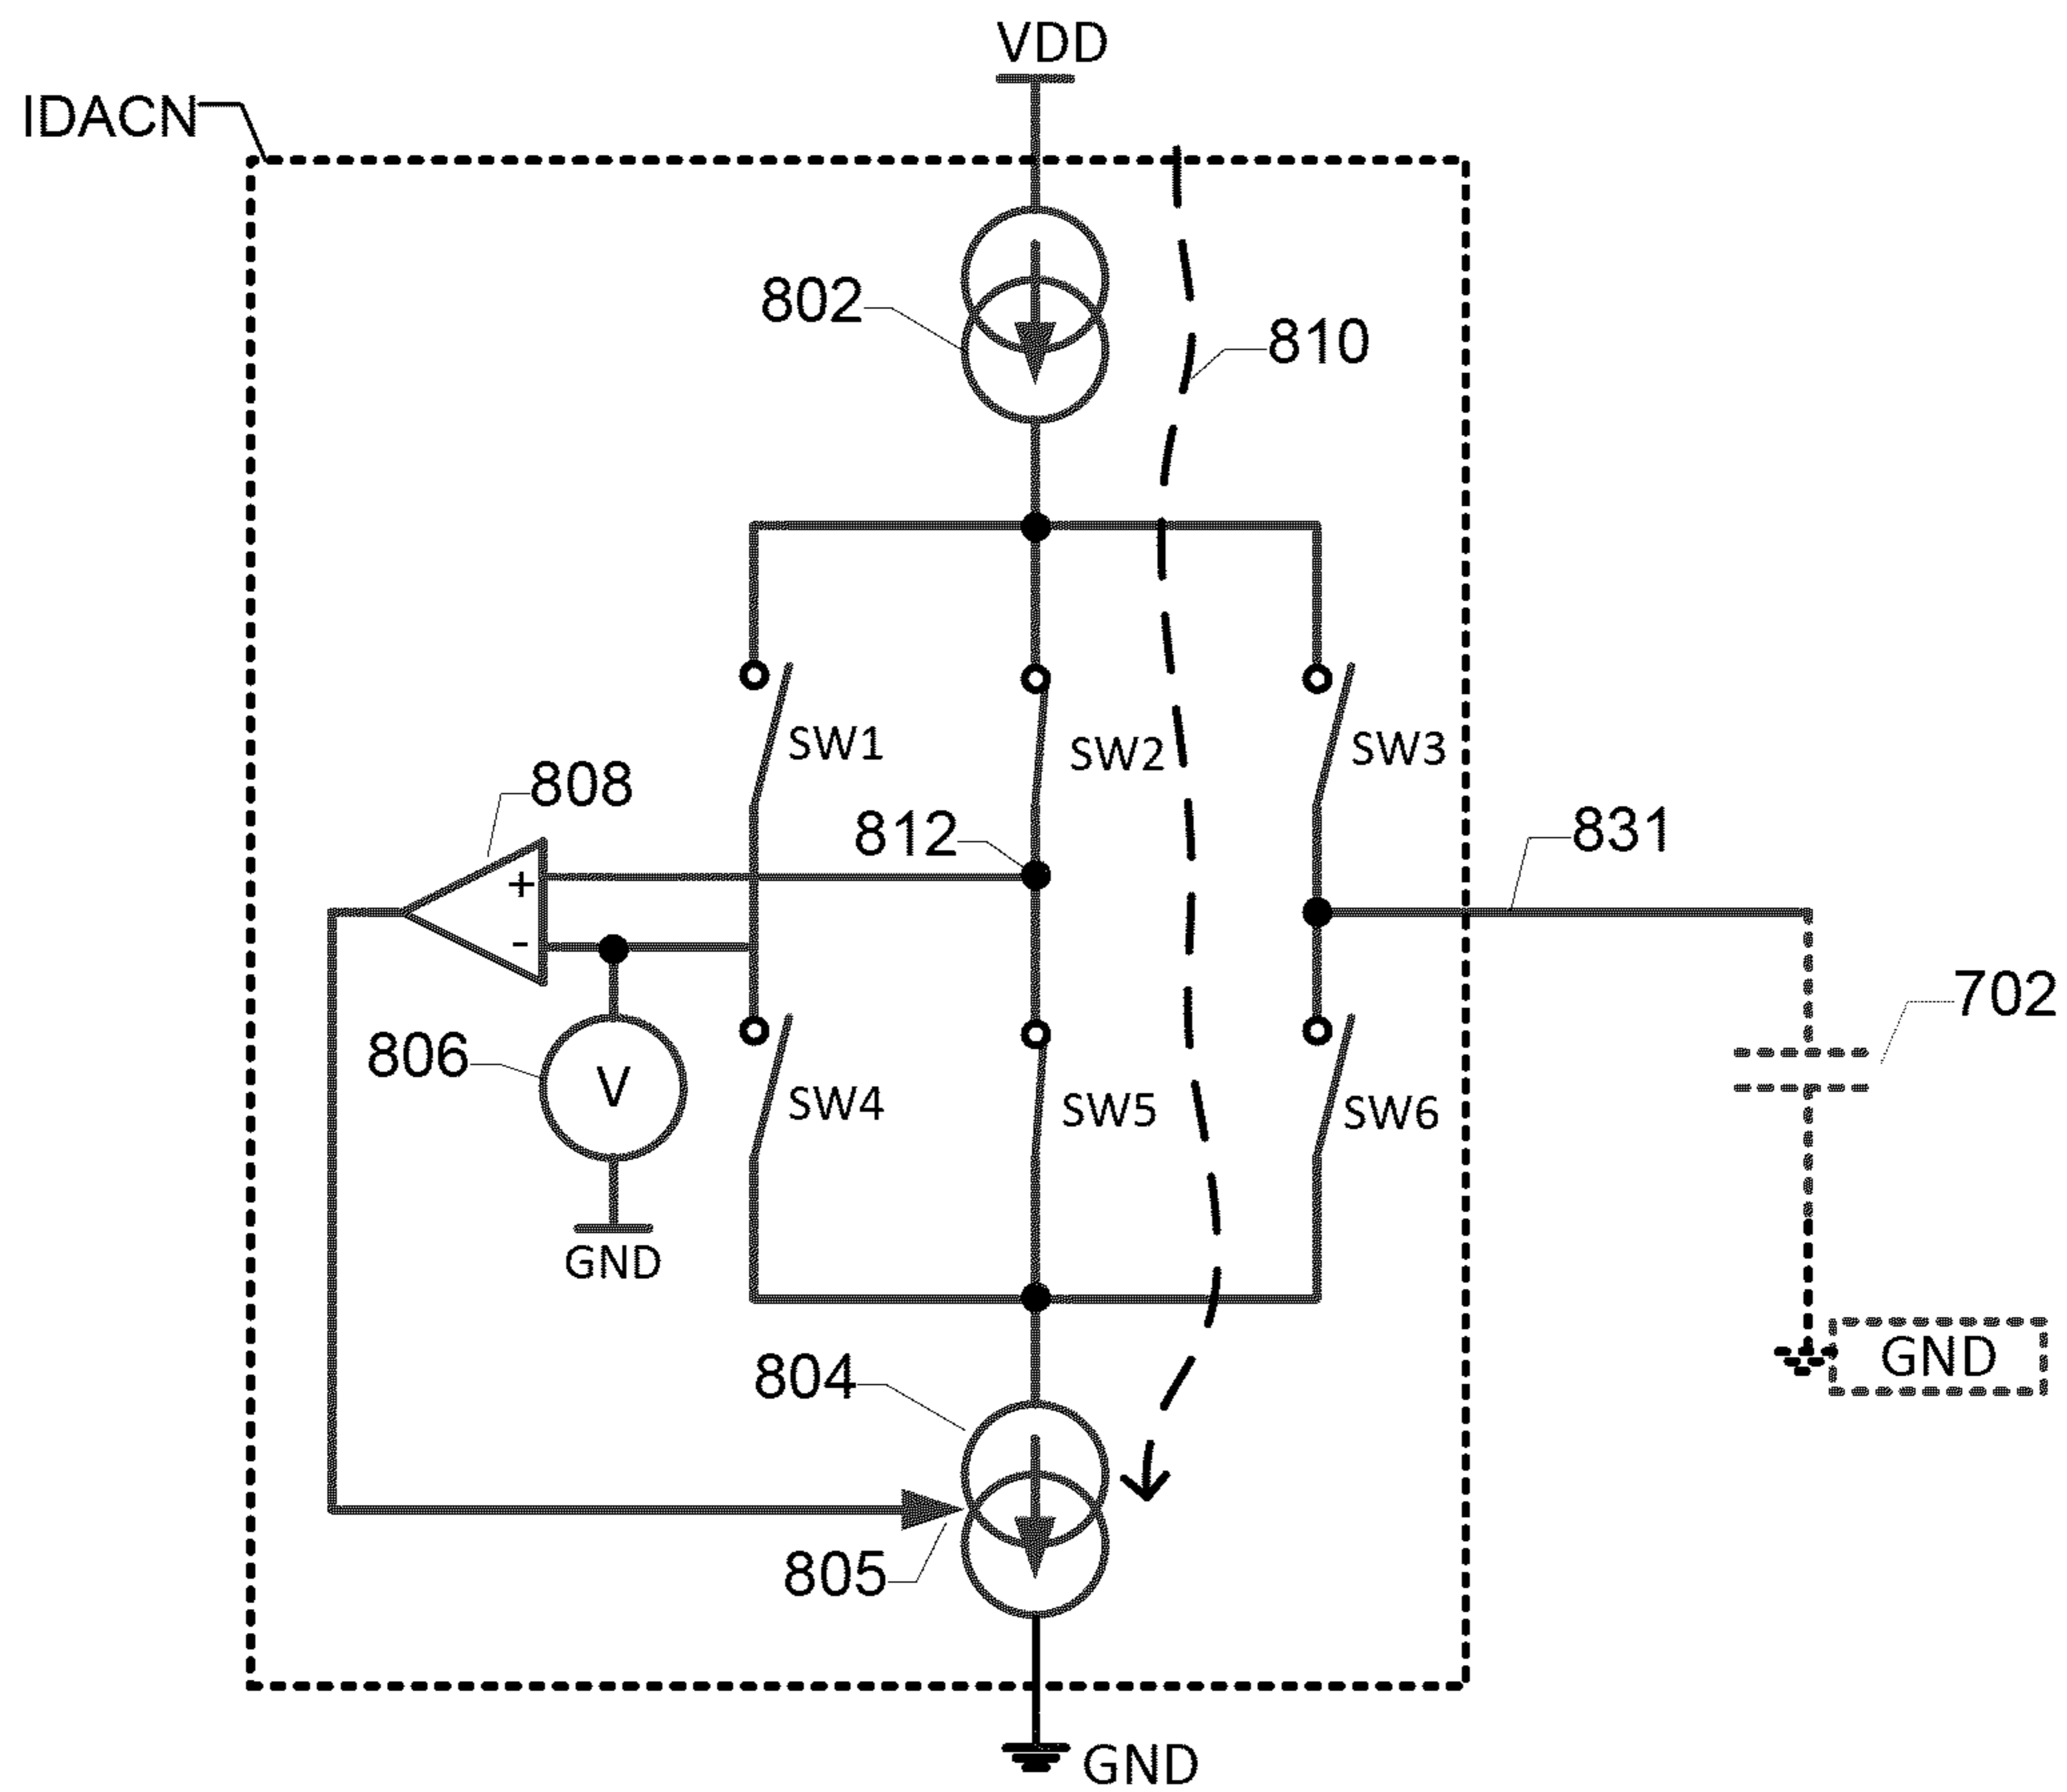 VDD
IDACN
802
810
SW1
SW2
SW3
808
812
831
+
-
702
806
V
SW4
SW5
SW6
GND
804
GND
805
GND